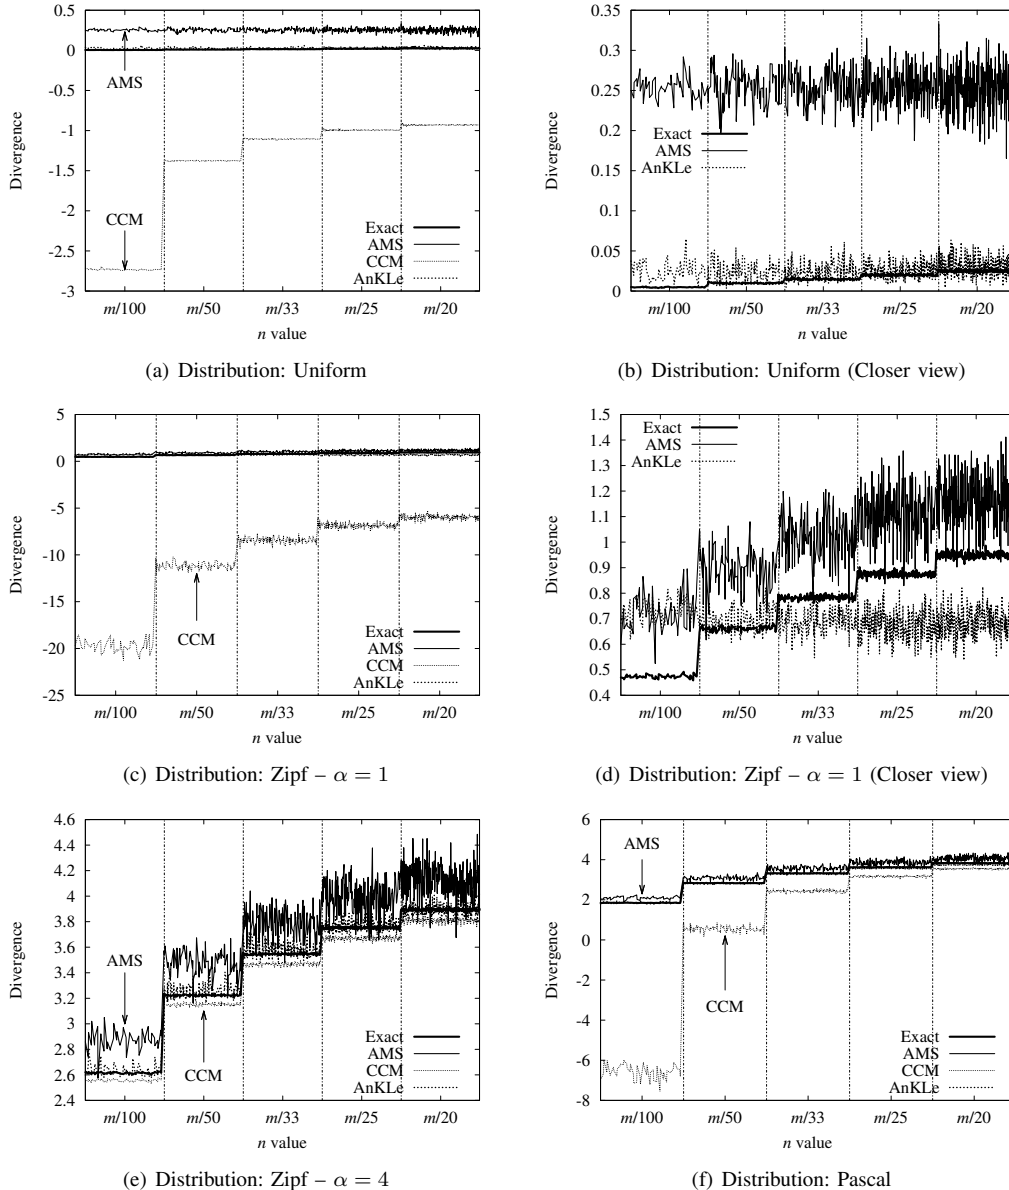 0.5
0
-0.5
-1
-1.5
-2
-2.5
-3
Divergence
AMS
CCM
Exact
AMS
CCM
AnKLe
m/100 m/50 m/33 m/25 m/20
n value
(a) Distribution: Uniform
0.35
0.3
0.25
0.2
0.15
0.1
0.05
0
Divergence
Exact
AMS
AnKLe
m/100 m/50 m/33 m/25 m/20
n value
(b) Distribution: Uniform (Closer view)
5
0
-5
-10
-15
-20
-25
Divergence
CCM
Exact
AMS
CCM
AnKLe
m/100 m/50 m/33 m/25 m/20
n value
(c) Distribution: Zipf – α = 1
1.5
1.4
1.3
1.2
1.1
1
0.9
0.8
0.7
0.6
0.5
0.4
Divergence
Exact
AMS
AnKLe
m/100 m/50 m/33 m/25 m/20
n value
(d) Distribution: Zipf – α = 1 (Closer view)
4.6
4.4
4.2
4
3.8
3.6
3.4
3.2
3
2.8
2.6
2.4
Divergence
AMS
CCM
Exact
AMS
CCM
AnKLe
m/100 m/50 m/33 m/25 m/20
n value
(e) Distribution: Zipf – α = 4
6
4
2
0
-2
-4
-6
-8
Divergence
AMS
CCM
Exact
AMS
CCM
AnKLe
m/100 m/50 m/33 m/25 m/20
n value
(f) Distribution: Pascal